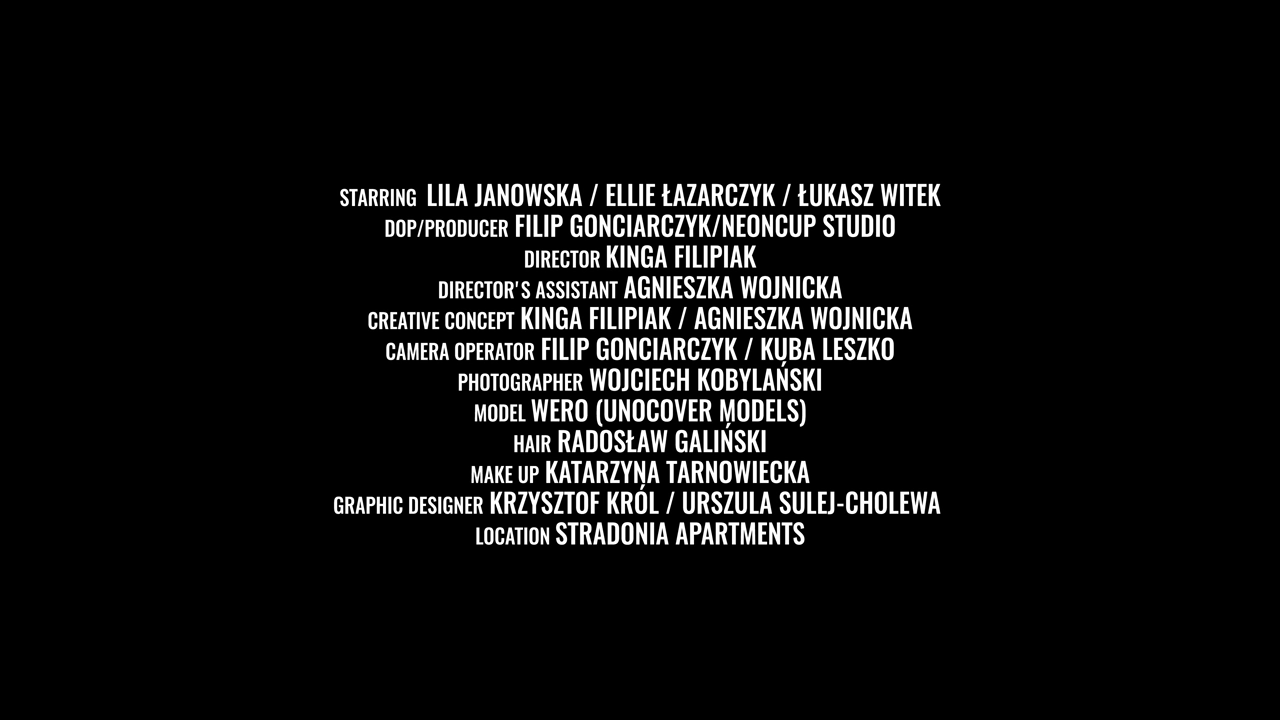 STARRING LILA JANOWSKA / ELLIE ŁAZARCZYK / ŁUKASZ WITEK
DOP/PRODUCER FILIP GONCIARCZYK/NEONCUP STUDIO
DIRECTOR KINGA FILIPIAK
DIRECTOR'S ASSISTANT AGNIESZKA WOJNICKA
CREATIVE CONCEPT KINGA FILIPIAK / AGNIESZKA WOJNICKA
CAMERA OPERATOR FILIP GONCIARCZYK / KUBA LESZKO
PHOTOGRAPHER WOJCIECH KOBYLAŃSKI
MODEL WERO (UNOCOVER MODELS)
HAIR RADOSŁAW GALIŃSKI
MAKE UP KATARZYNA TARNOWIECKA
GRAPHIC DESIGNER KRZYSZTOF KRÓL / URSZULA SULEJ-CHOLEWA
LOCATION STRADONIA APARTMENTS